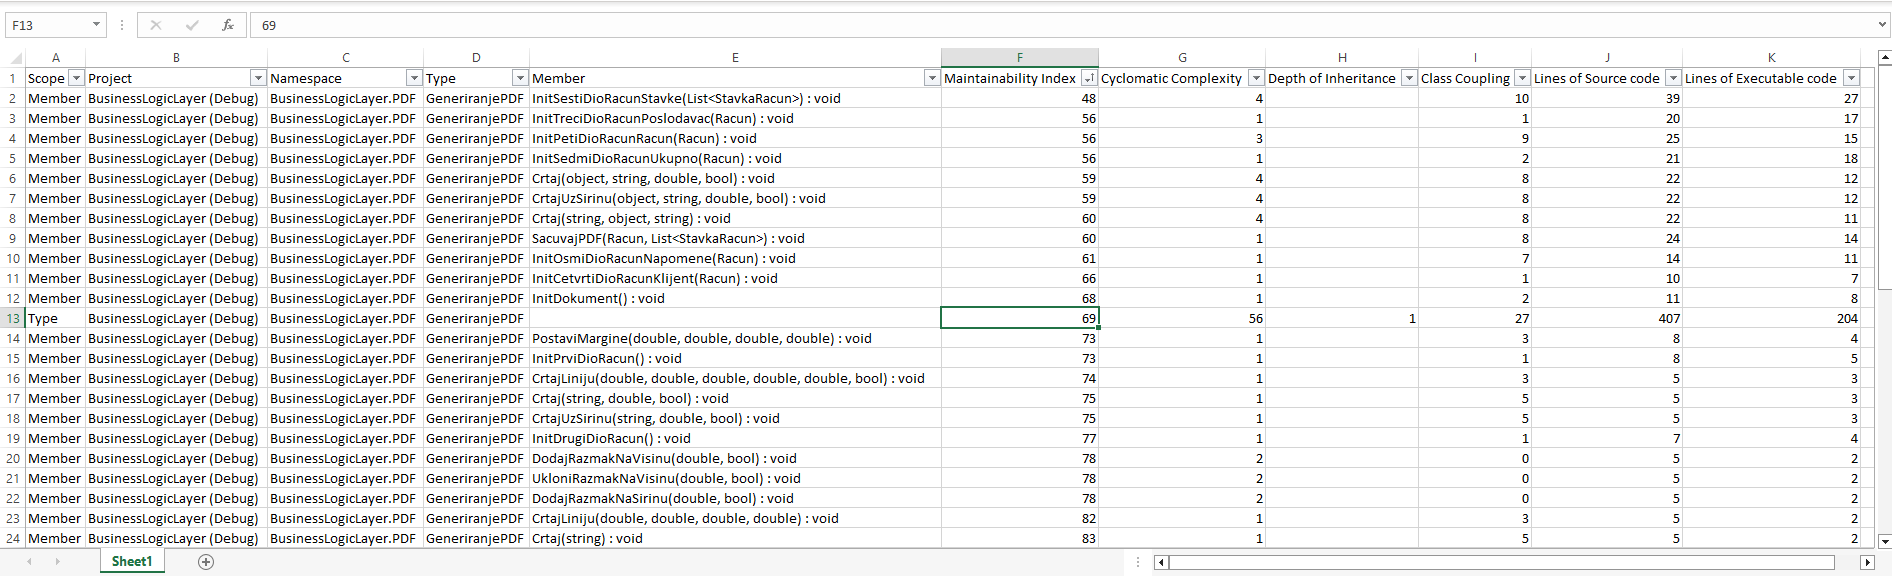 F13 fx 69
A B C D E F G H I J K
1 Scope Project Namespace Type Member Maintainability Index Cyclomatic Complexity Depth of Inheritance Class Coupling Lines of Source code Lines of Executable code
2 Member BusinessLogicLayer (Debug) BusinessLogicLayer.PDF GeneriranjePDF InitSestiDioRacunStavke(List<StavkaRacun>) : void 48 4 10 39 27
3 Member BusinessLogicLayer (Debug) BusinessLogicLayer.PDF GeneriranjePDF InitTreciDioRacunPoslodavac(Racun) : void 56 1 1 20 17
4 Member BusinessLogicLayer (Debug) BusinessLogicLayer.PDF GeneriranjePDF InitPetiDioRacunRacun(Racun) : void 56 3 9 25 15
5 Member BusinessLogicLayer (Debug) BusinessLogicLayer.PDF GeneriranjePDF InitSedmiDioRacunUkupno(Racun) : void 56 1 2 21 18
6 Member BusinessLogicLayer (Debug) BusinessLogicLayer.PDF GeneriranjePDF Crtaj(object, string, double, bool) : void 59 4 8 22 12
7 Member BusinessLogicLayer (Debug) BusinessLogicLayer.PDF GeneriranjePDF CrtajUzSirinu(object, string, double, bool) : void 59 4 8 22 12
8 Member BusinessLogicLayer (Debug) BusinessLogicLayer.PDF GeneriranjePDF Crtaj(string, object, string) : void 60 4 8 22 11
9 Member BusinessLogicLayer (Debug) BusinessLogicLayer.PDF GeneriranjePDF SacuvajPDF(Racun, List<StavkaRacun>) : void 60 1 8 24 14
10 Member BusinessLogicLayer (Debug) BusinessLogicLayer.PDF GeneriranjePDF InitOsmiDioRacunNapomene(Racun) : void 61 1 7 14 11
11 Member BusinessLogicLayer (Debug) BusinessLogicLayer.PDF GeneriranjePDF InitCetvrtiDioRacunKlijent(Racun) : void 66 1 1 10 7
12 Member BusinessLogicLayer (Debug) BusinessLogicLayer.PDF GeneriranjePDF InitDokument() : void 68 1 2 11 8
13 Type BusinessLogicLayer (Debug) BusinessLogicLayer.PDF GeneriranjePDF 69 56 1 27 407 204
14 Member BusinessLogicLayer (Debug) BusinessLogicLayer.PDF GeneriranjePDF PostaviMargine(double, double, double, double) : void 73 1 3 8 4
15 Member BusinessLogicLayer (Debug) BusinessLogicLayer.PDF GeneriranjePDF InitPrviDioRacun() : void 73 1 1 8 5
16 Member BusinessLogicLayer (Debug) BusinessLogicLayer.PDF GeneriranjePDF CrtajLiniju(double, double, double, double, double, bool) : void 74 1 3 5 3
17 Member BusinessLogicLayer (Debug) BusinessLogicLayer.PDF GeneriranjePDF Crtaj(string, double, bool) : void 75 1 5 5 3
18 Member BusinessLogicLayer (Debug) BusinessLogicLayer.PDF GeneriranjePDF CrtajUzSirinu(string, double, bool) : void 75 1 5 5 3
19 Member BusinessLogicLayer (Debug) BusinessLogicLayer.PDF GeneriranjePDF InitDrugiDioRacun() : void 77 1 1 7 4
20 Member BusinessLogicLayer (Debug) BusinessLogicLayer.PDF GeneriranjePDF DodajRazmakNaVisinu(double, bool) : void 78 2 0 5 2
21 Member BusinessLogicLayer (Debug) BusinessLogicLayer.PDF GeneriranjePDF UkloniRazmakNaVisinu(double, bool) : void 78 2 0 5 2
22 Member BusinessLogicLayer (Debug) BusinessLogicLayer.PDF GeneriranjePDF DodajRazmakNaSirinu(double, bool) : void 78 2 0 5 2
23 Member BusinessLogicLayer (Debug) BusinessLogicLayer.PDF GeneriranjePDF CrtajLiniju(double, double, double, double) : void 82 1 3 5 2
24 Member BusinessLogicLayer (Debug) BusinessLogicLayer.PDF GeneriranjePDF Crtaj(string) : void 83 1 5 5 2
Sheet1